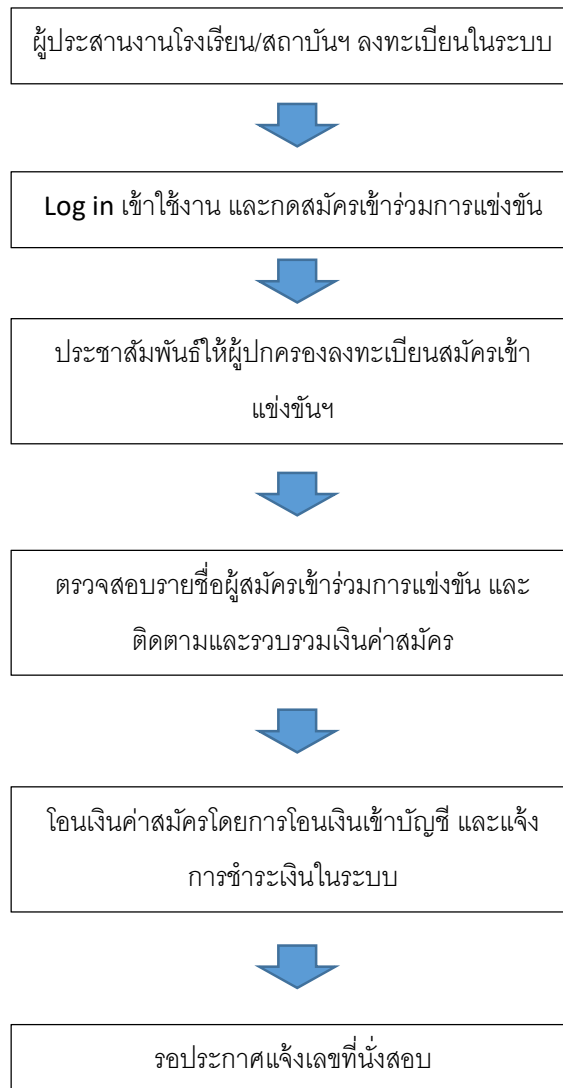 ผู้ประสานงานโรงเรียน/สถาบันฯ ลงทะเบียนในระบบ
Log in เข้าใช้งาน และกดสมัครเข้าร่วมการแข่งขัน
ประชาสัมพันธ์ให้ผู้ปกครองลงทะเบียนสมัครเข้า
แข่งขันฯ
ตรวจสอบรายชื่อผู้สมัครเข้าร่วมการแข่งขัน และ
ติดตามและรวบรวมเงินค่าสมัคร
โอนเงินค่าสมัครโดยการโอนเงินเข้าบัญชี และแจ้ง
การชำระเงินในระบบ
รอประกาศแจ้งเลขที่นั่งสอบ